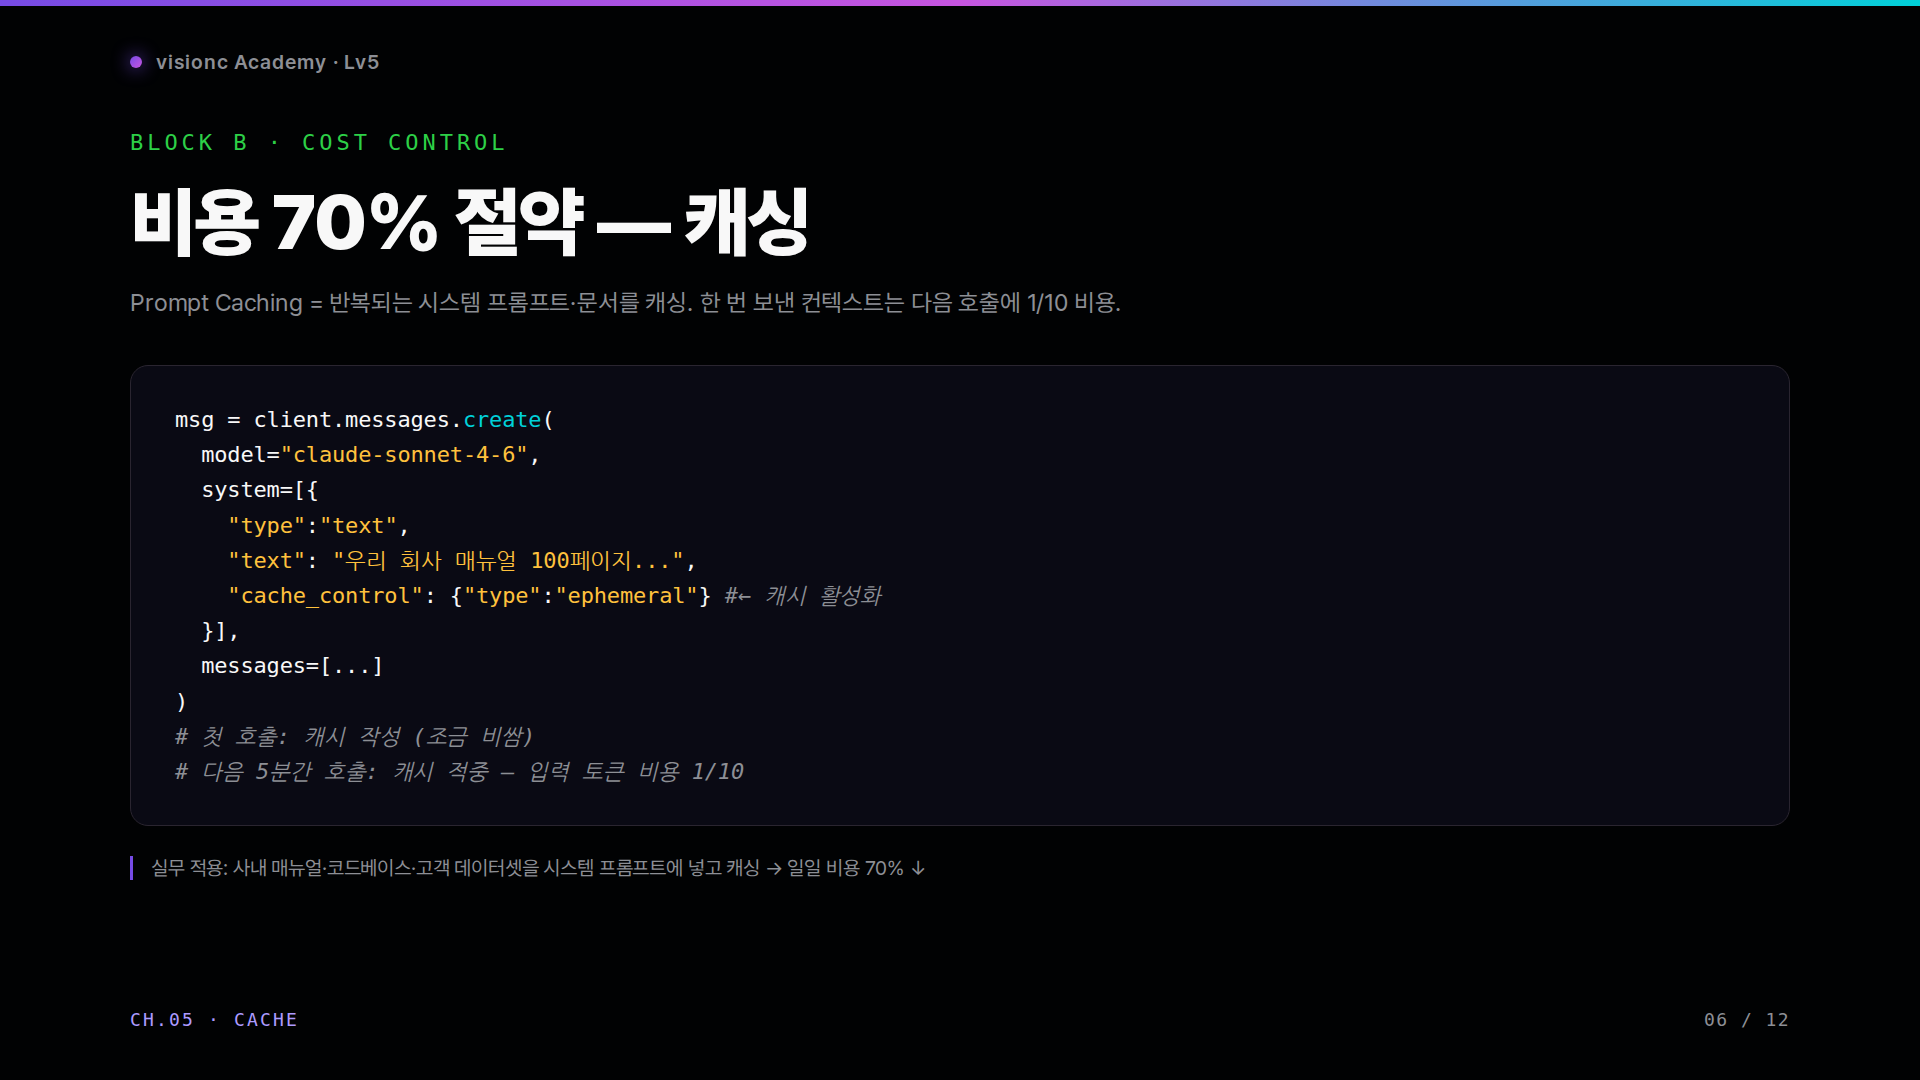 visionc Academy · Lv5
BLOCK B · COST CONTROL
비용 70% 절약 — 캐싱
Prompt Caching = 반복되는 시스템 프롬프트·문서를 캐싱. 한 번 보낸 컨텍스트는 다음 호출에 1/10 비용.
msg = client.messages.create(
  model="claude-sonnet-4-6",
  system=[{
    "type":"text",
    "text": "우리 회사 매뉴얼 100페이지...",
    "cache_control": {"type":"ephemeral"} #← 캐시 활성화
  }],
  messages=[...]
)
# 첫 호출: 캐시 작성 (조금 비쌈)
# 다음 5분간 호출: 캐시 적중 — 입력 토큰 비용 1/10
실무 적용: 사내 매뉴얼·코드베이스·고객 데이터셋을 시스템 프롬프트에 넣고 캐싱 → 일일 비용 70% ↓
CH.05 · CACHE
06 / 12